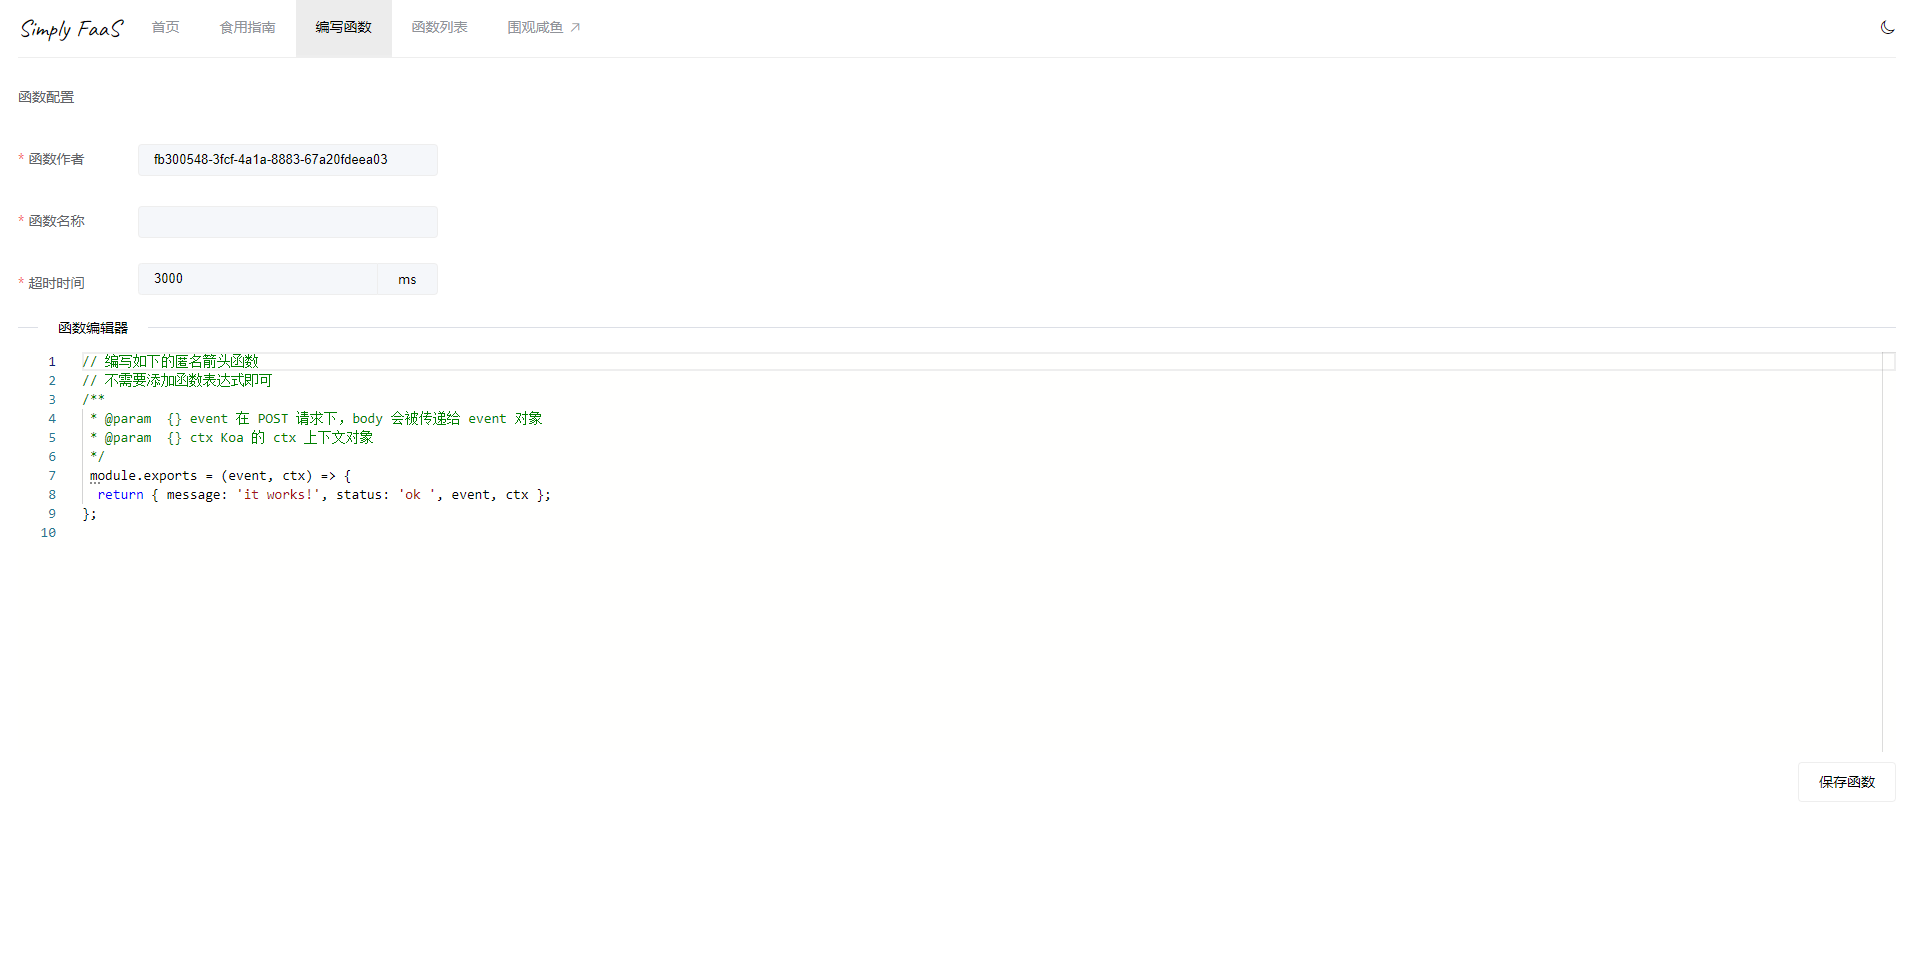 Simply FaaS 首页 食用指南 编写函数 函数列表 围观咸鱼
函数配置
* 函数作者 fb300548-3fcf-4a1a-8883-67a20fdeea03
* 函数名称
* 超时时间 3000 ms
函数编辑器
1 // 编写如下的匿名箭头函数
2 // 不需要添加函数表达式即可
3 /**
4 * @param {} event 在 POST 请求下，body 会被传递给 event 对象
5 * @param {} ctx Koa 的 ctx 上下文对象
6 */
7 module.exports = (event, ctx) => {
8 return { message: 'it works!', status: 'ok ', event, ctx };
9 };
10
保存函数